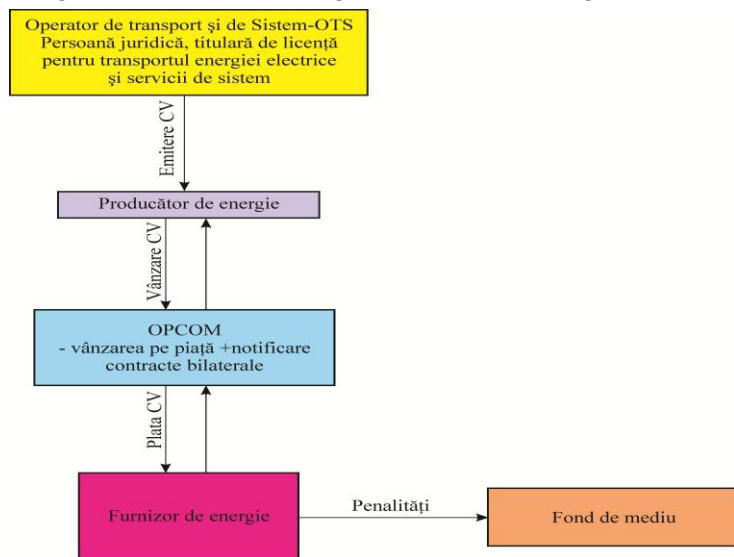 Operator de transport şi de Sistem-OTS
Persoană juridică, titulară de licenţă
pentru transportul energiei electrice
şi servicii de sistem
Emitere CV
Producător de energie
Vânzare CV
OPCOM
- vânzarea pe piaţă +notificare
contracte bilaterale
Plata CV
Furnizor de energie
Penalităţi
Fond de mediu